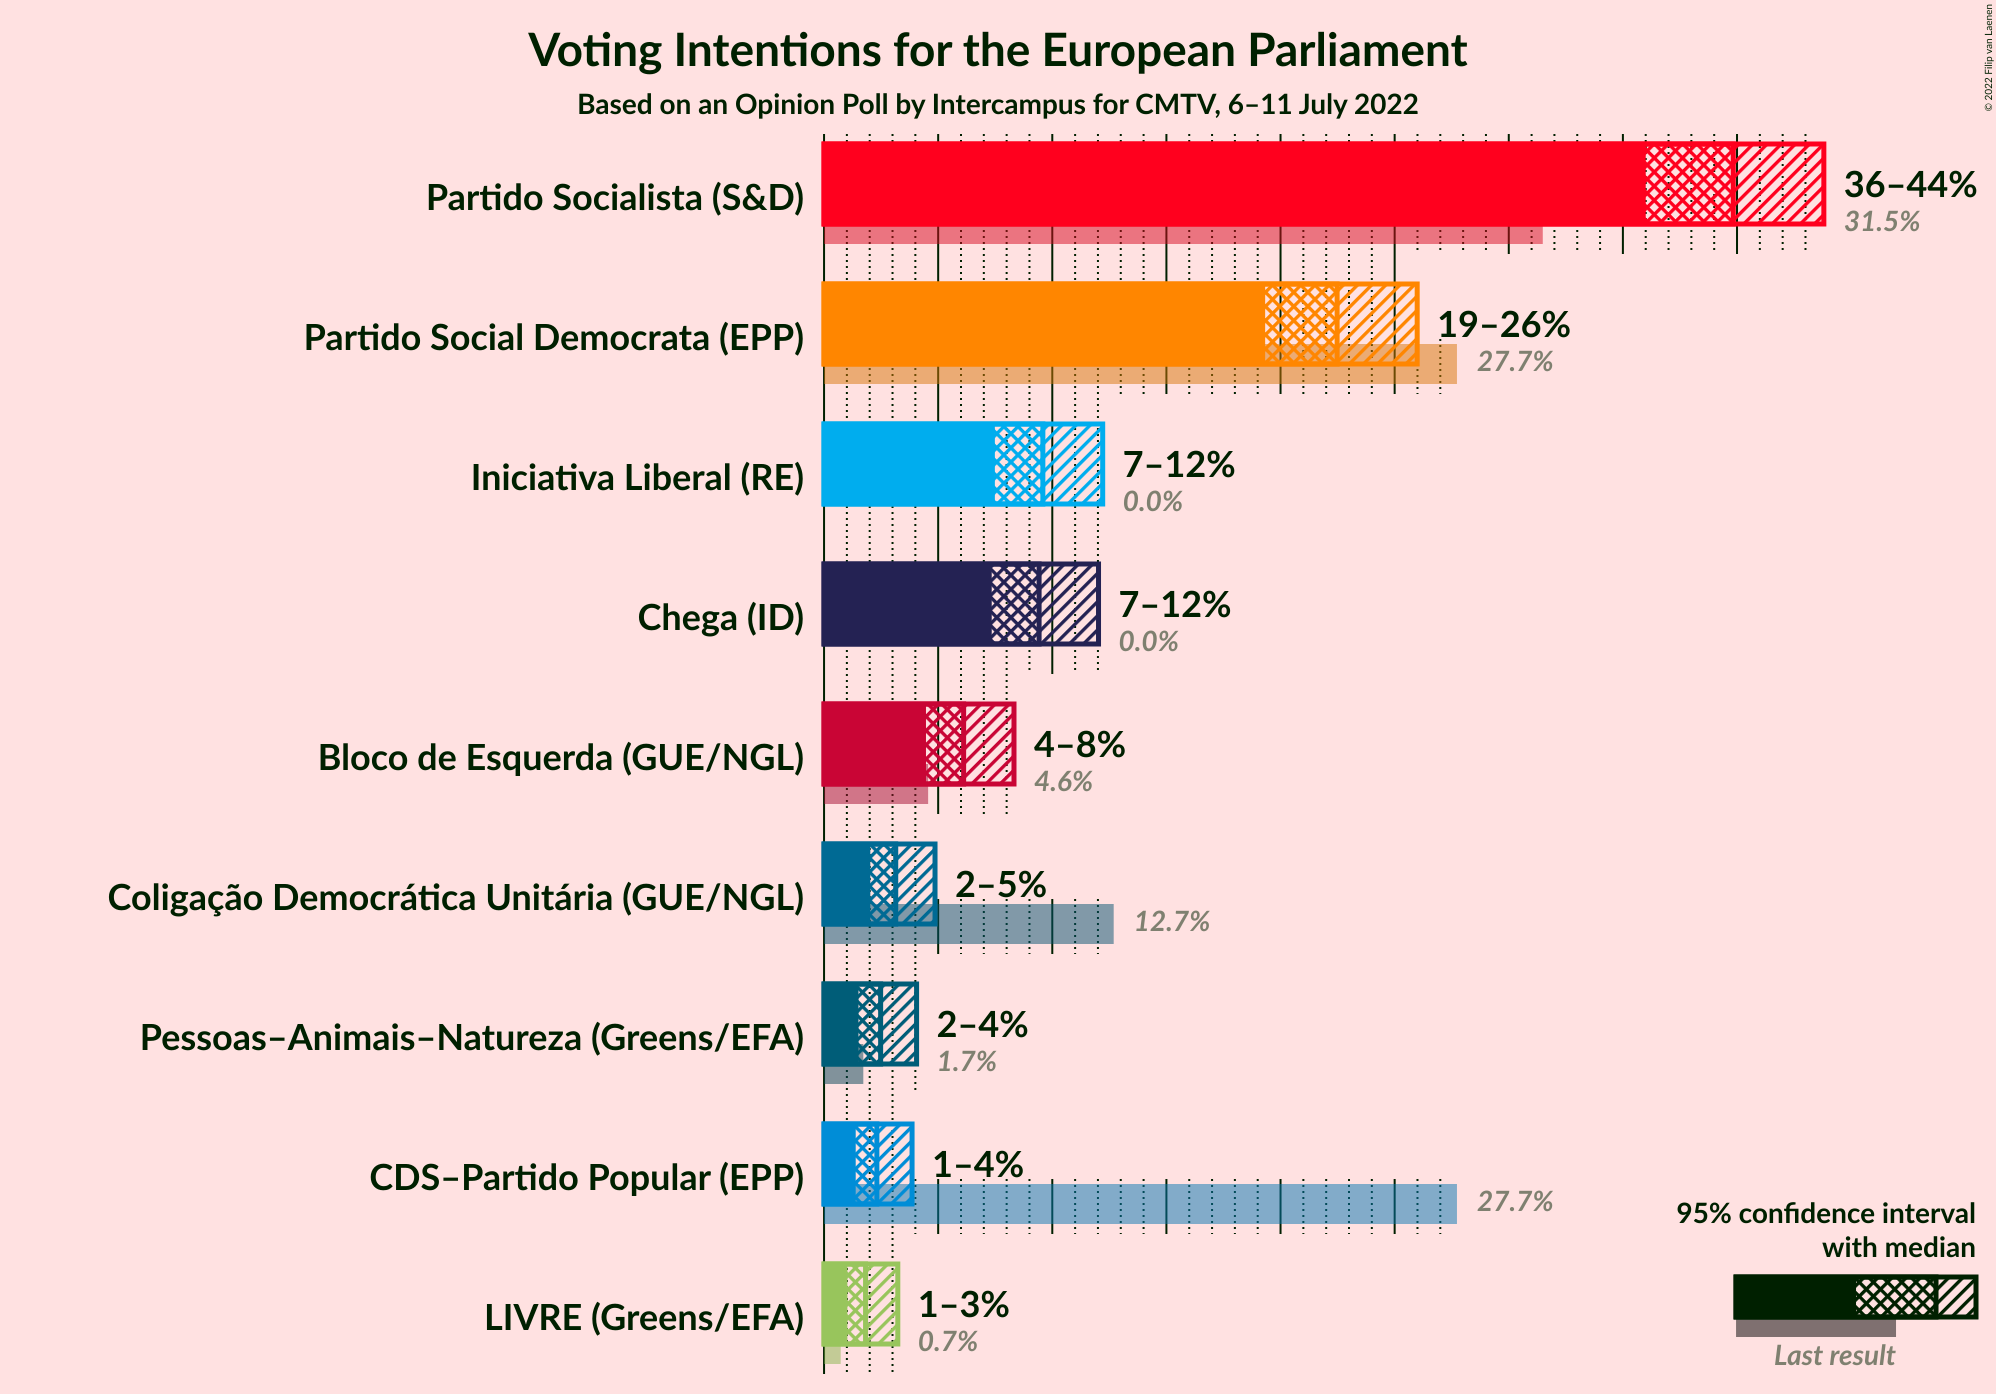 Voting Intentions for the European Parliament
Based on an Opinion Poll by Intercampus for CMTV, 6–11 July 2022
© 2022 Filip van Laenen
Partido Socialista (S&D)
36–44%
31.5%
Partido Social Democrata (EPP)
19–26%
27.7%
Iniciativa Liberal (RE)
7–12%
0.0%
Chega (ID)
7–12%
0.0%
Bloco de Esquerda (GUE/NGL)
4–8%
4.6%
Coligação Democrática Unitária (GUE/NGL)
2–5%
12.7%
Pessoas–Animais–Natureza (Greens/EFA)
2–4%
1.7%
CDS–Partido Popular (EPP)
1–4%
27.7%
LIVRE (Greens/EFA)
1–3%
0.7%
95% confidence interval
with median
Last result